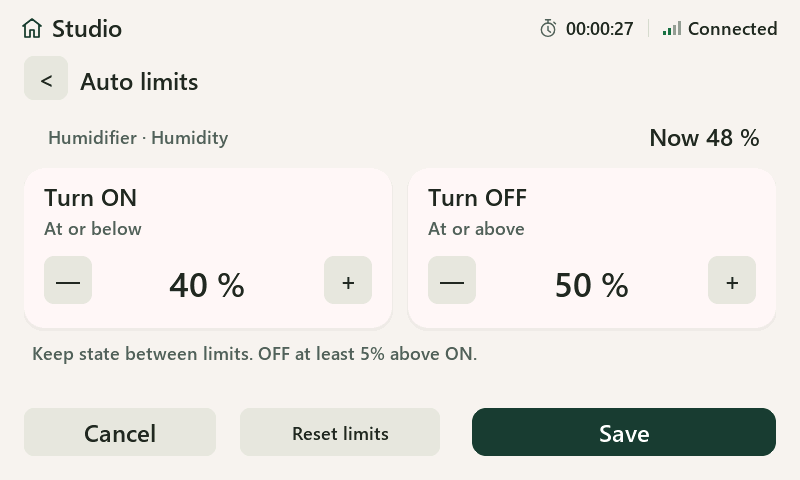 Studio
00:00:27
Connected
<
Auto limits
Humidifier · Humidity
Now 48 %
Turn ON
At or below
— 40 % +
Turn OFF
At or above
— 50 % +
Keep state between limits. OFF at least 5% above ON.
Cancel
Reset limits
Save